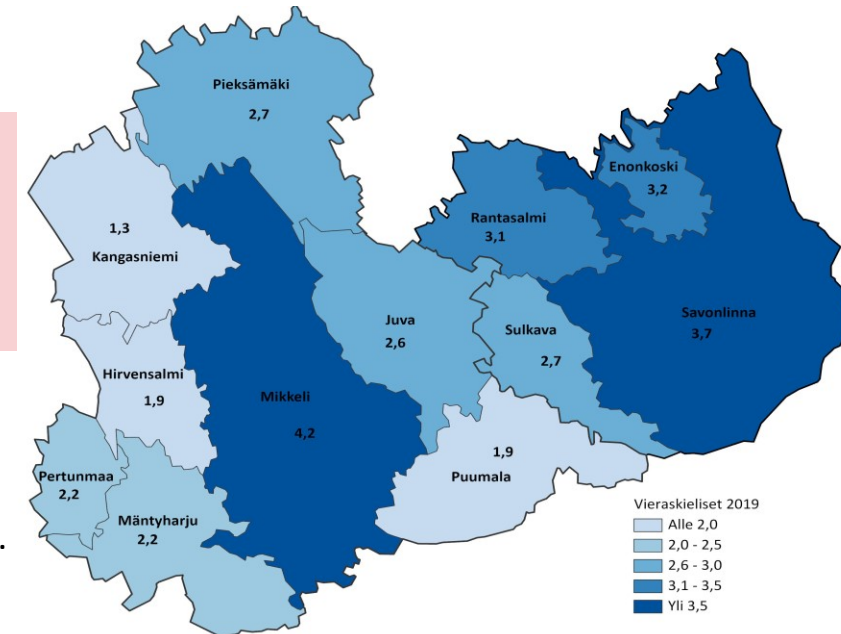 Pieksämäki
2,7
Enonkoski
3,2
Rantasalmi
3,1
1,3
Kangasniemi
Savonlinna
3,7
Juva
2,6
Sulkava
2,7
Hirvensalmi
1,9
Mikkeli
4,2
1,9
Puumala
Pertunmaa
2,2
Mäntyharju
2,2
.
Vieraskieliset 2019
Alle 2,0
2,0 - 2,5
2,6 - 3,0
3,1 - 3,5
Yli 3,5